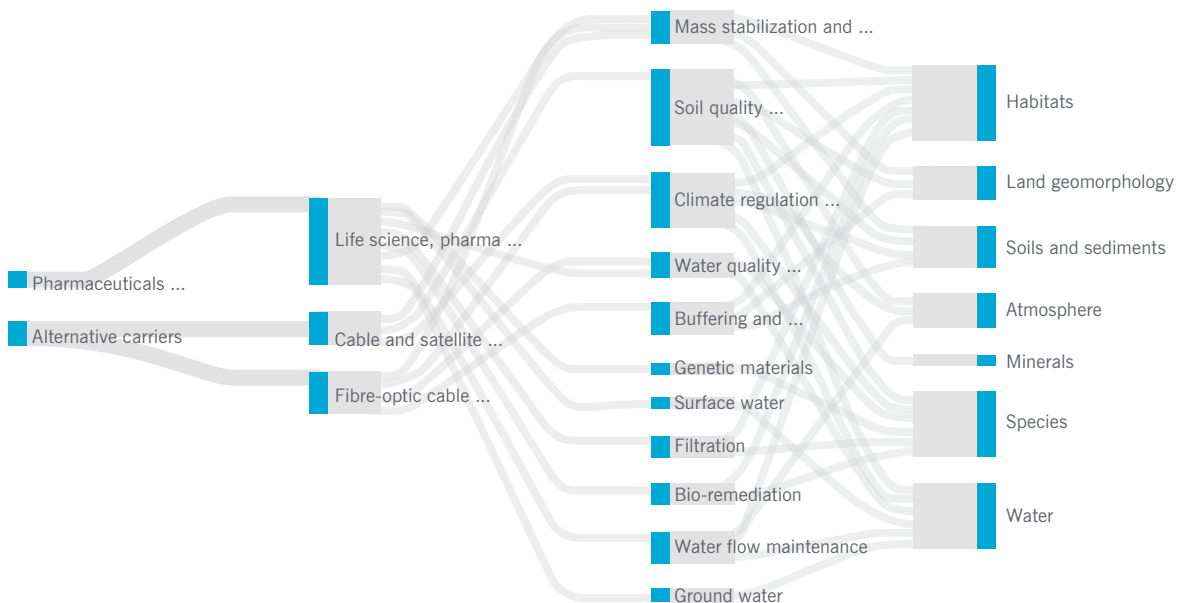 Pharmaceuticals ...
Alternative carriers
Life science, pharma ...
Cable and satellite ...
Fibre-optic cable ...
Mass stabilization and ...
Soil quality ...
Climate regulation ...
Water quality ...
Buffering and ...
Genetic materials
Surface water
Filtration
Bio-remediation
Water flow maintenance
Ground water
Habitats
Land geomorphology
Soils and sediments
Atmosphere
Minerals
Species
Water